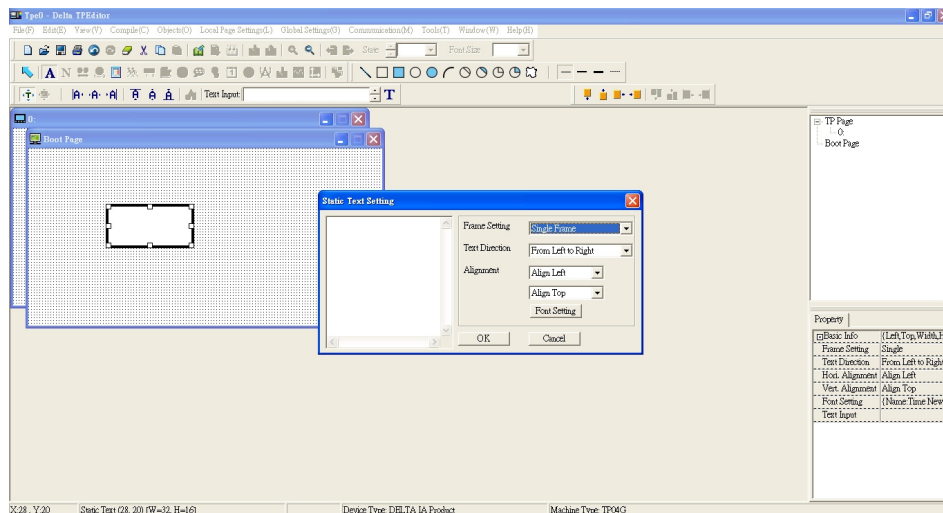 Tpe0 - Delta TPEditor
File(F) Edit(E) View(V) Compile(C) Objects(O) Local Page Settings(L) Global Settings(G) Communication(M) Tools(T) Window(W) Help(H)
State Font Size
Text Input
0:
Boot Page
TP Page
0:
Boot Page
Static Text Setting
Frame Setting Single Frame
Text Direction From Left to Right
Alignment Align Left
Align Top
Font Setting
OK Cancel
Property
Basic Info {Left,Top,Width,H
Frame Setting Single
Text Direction From Left to Righ
Hori. Alignment Align Left
Vert. Alignment Align Top
Font Setting {Name:Time New
Text Input
X:28 , Y:20 Static Text (28, 20) [W=32, H=16] Device Type: DELTA IA Product Machine Type: TP04G